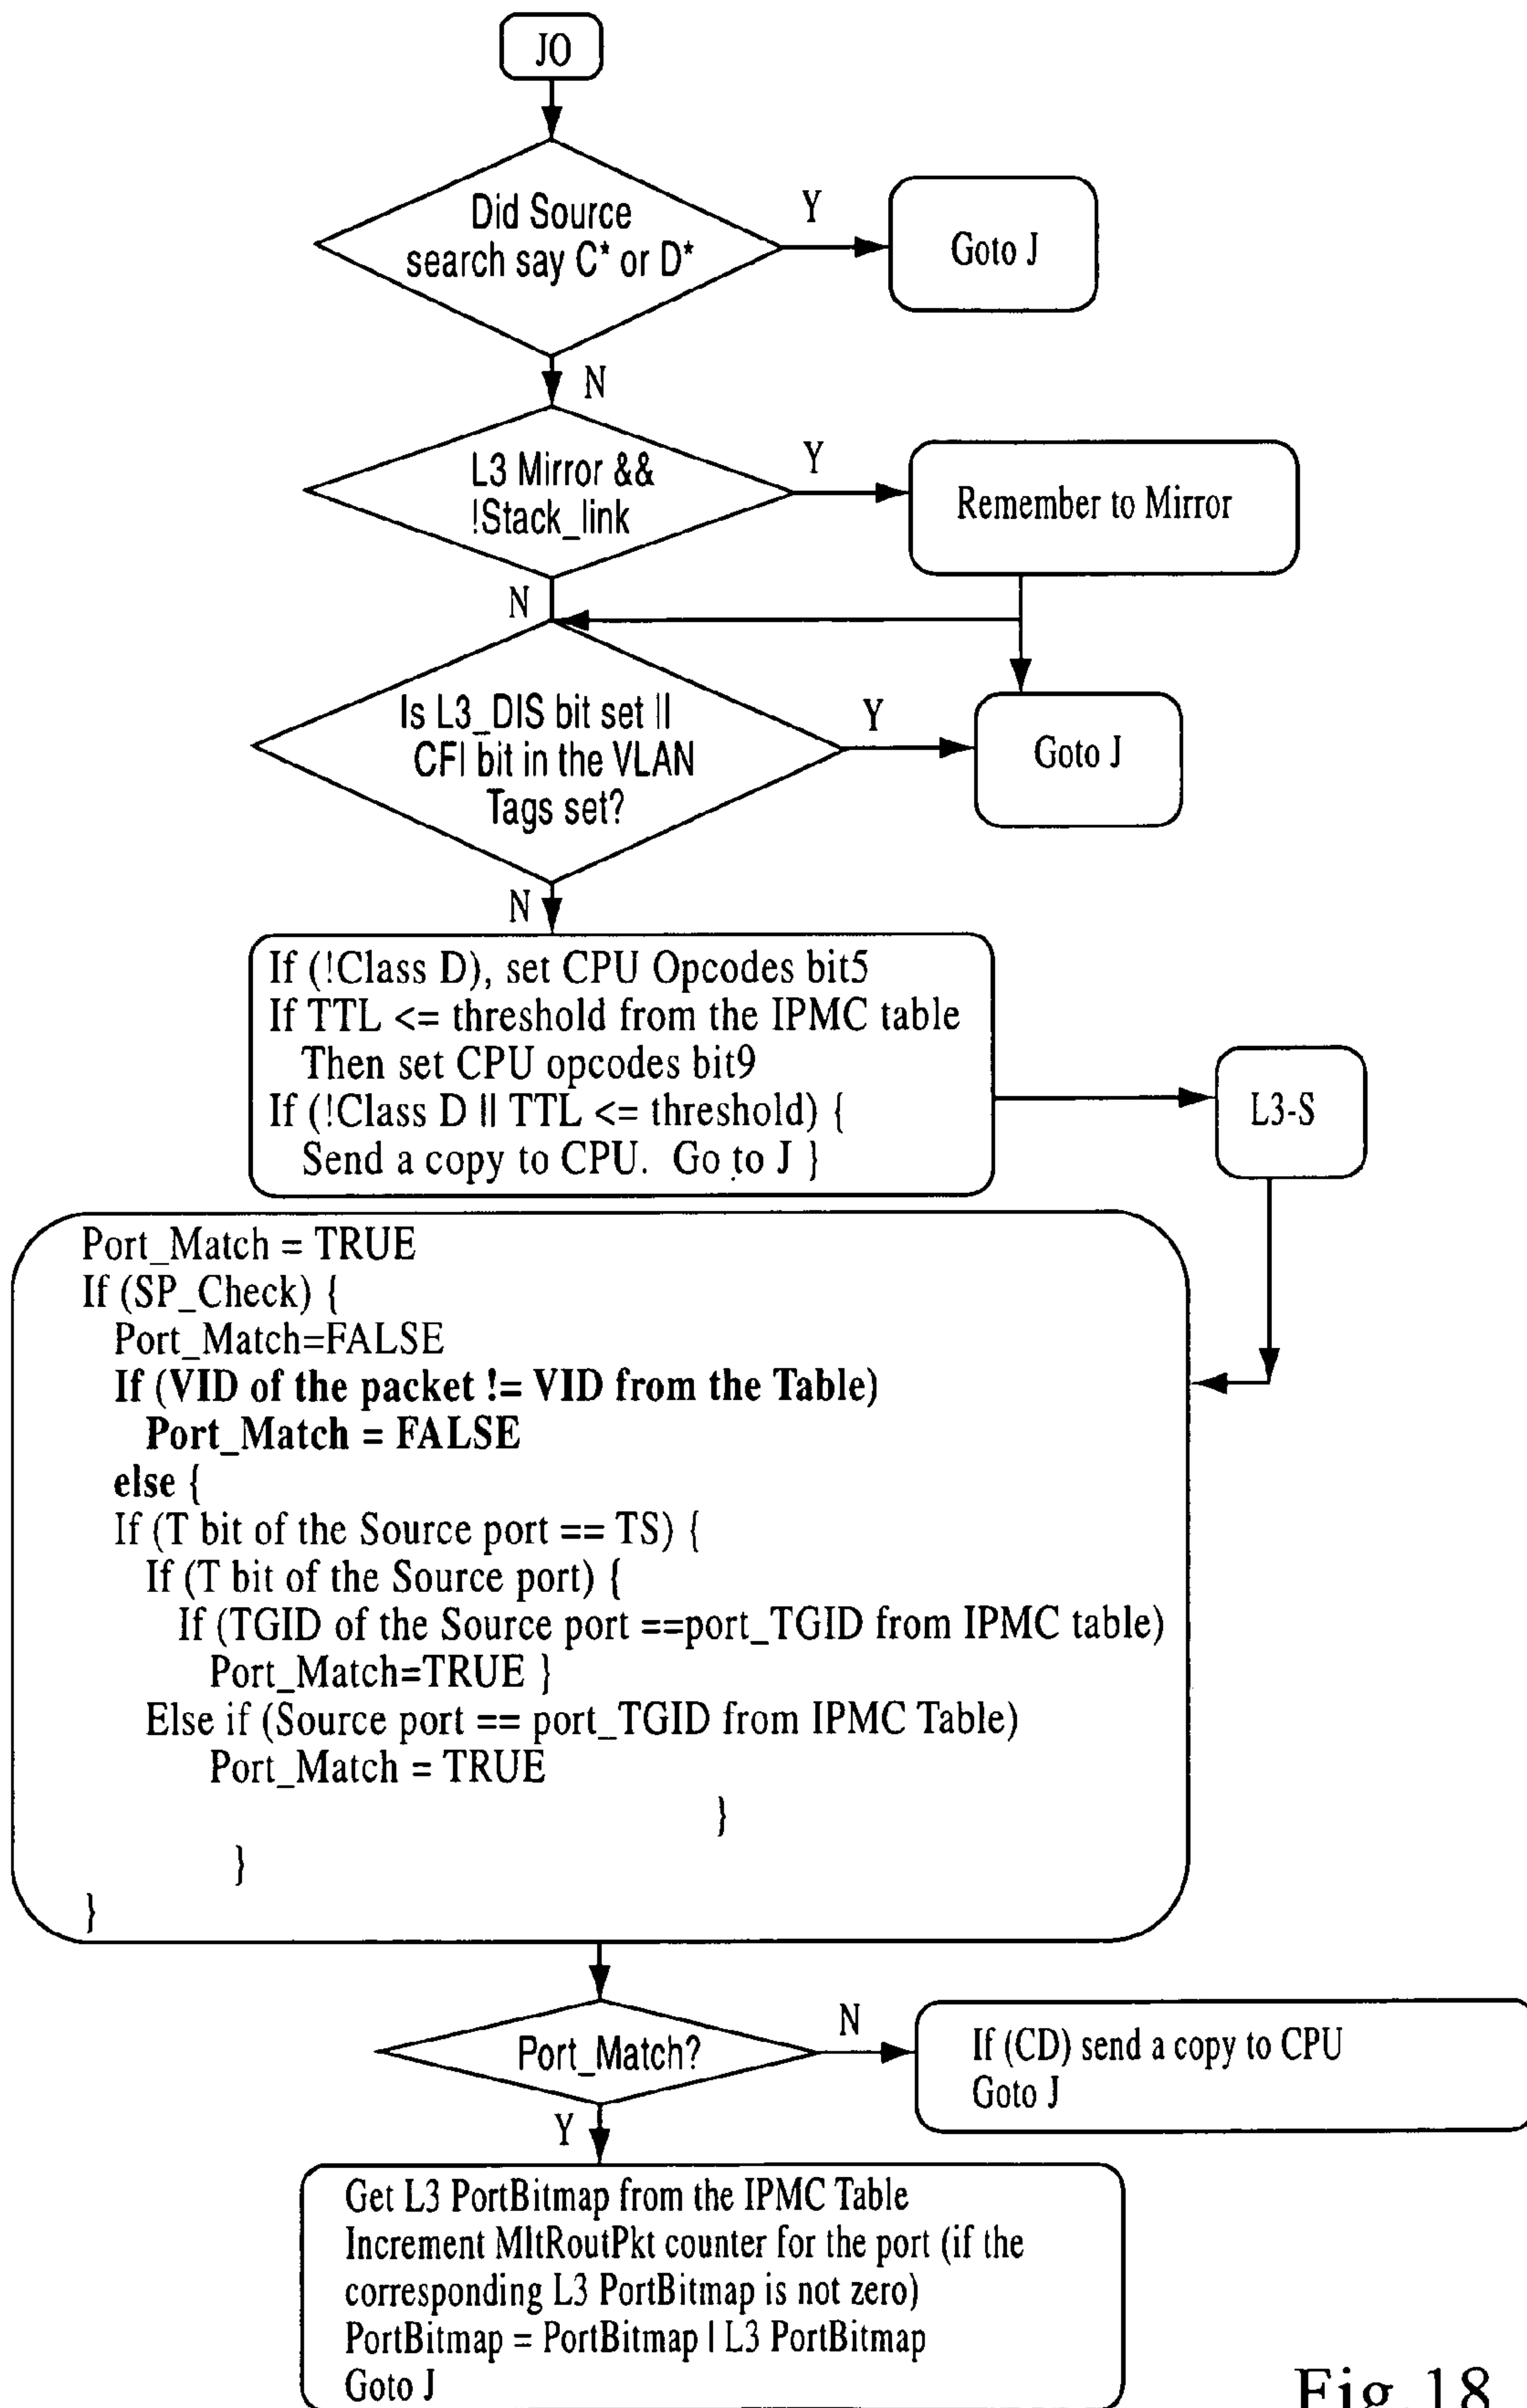 JO
Did Source
search say C* or D*
Y
Goto J
N
L3 Mirror &&
!Stack_link
Y
Remember to Mirror
N
Is L3_DIS bit set ||
CFI bit in the VLAN
Tags set?
Y
Goto J
N
If (!Class D), set CPU Opcodes bit5
If TTL <= threshold from the IPMC table
Then set CPU opcodes bit9
If (!Class D || TTL <= threshold) {
Send a copy to CPU. Go to J }
L3-S
Port_Match = TRUE
If (SP_Check) {
Port_Match=FALSE
If (VID of the packet != VID from the Table)
Port_Match = FALSE
else {
If (T bit of the Source port == TS) {
If (T bit of the Source port) {
If (TGID of the Source port ==port_TGID from IPMC table)
Port_Match=TRUE }
Else if (Source port == port_TGID from IPMC Table)
Port_Match = TRUE
}
}
}
Port_Match?
N
If (CD) send a copy to CPU
Goto J
Y
Get L3 PortBitmap from the IPMC Table
Increment MltRoutPkt counter for the port (if the
corresponding L3 PortBitmap is not zero)
PortBitmap = PortBitmap | L3 PortBitmap
Goto J
Fig.18